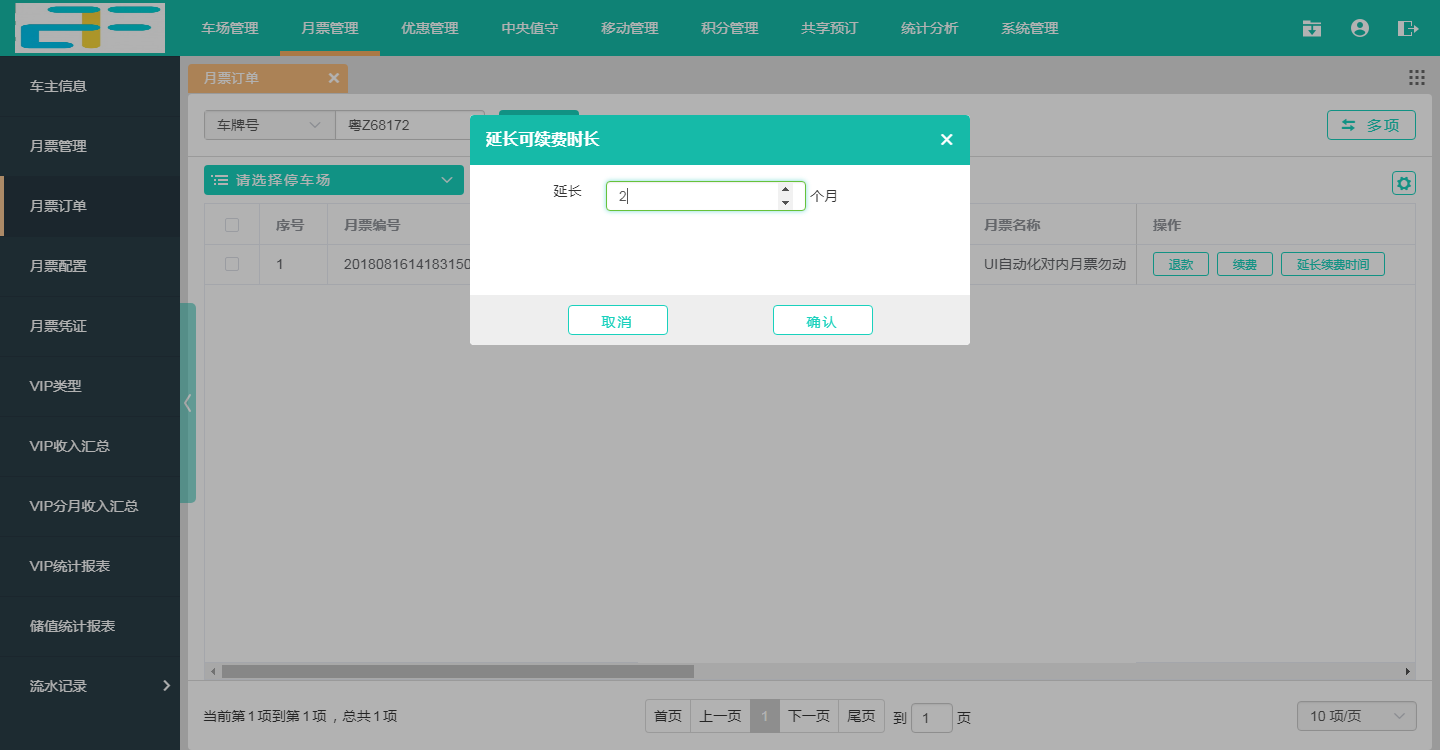 车场管理 月票管理 优惠管理 中央值守 移动管理 积分管理 共享预订 统计分析 系统管理
车主信息
月票管理
月票订单
月票配置
月票凭证
VIP类型
VIP收入汇总
VIP分月收入汇总
VIP统计报表
储值统计报表
流水记录
月票订单
车牌号 粤Z68172 多项
延长可续费时长
延长 2 个月
取消 确认
请选择停车场
序号 月票编号 月票名称 操作
1 2018081614183150 UI自动化对内月票勿动 退款 续费 延长续费时间
当前第1项到第1项，总共1项 首页 上一页 1 下一页 尾页 到 1 页 10 项/页